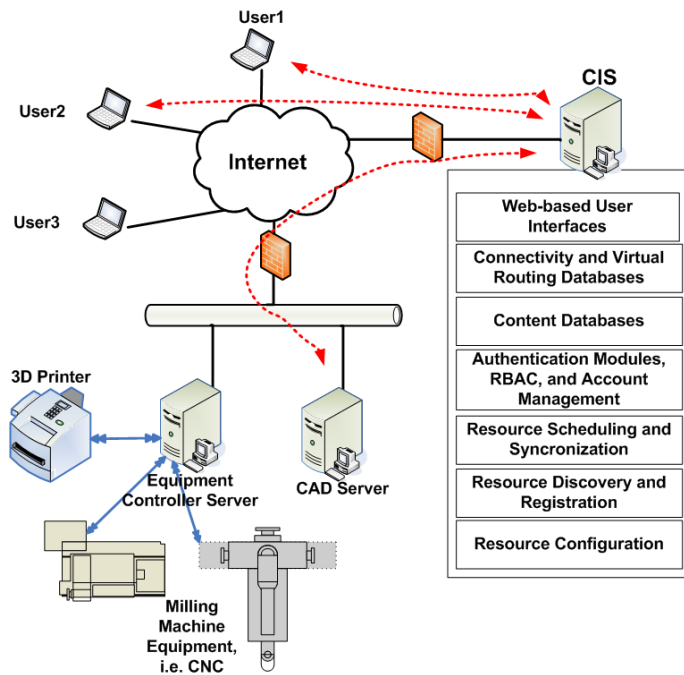 User1
User2
CIS
Internet
User3
Web-based User
Interfaces
Connectivity and Virtual
Routing Databases
Content Databases
Authentication Modules,
RBAC, and Account
Management
Resource Scheduling and
Syncronization
Resource Discovery and
Registration
Resource Configuration
3D Printer
Equipment
Controller Server
CAD Server
Milling
Machine
Equipment,
i.e. CNC